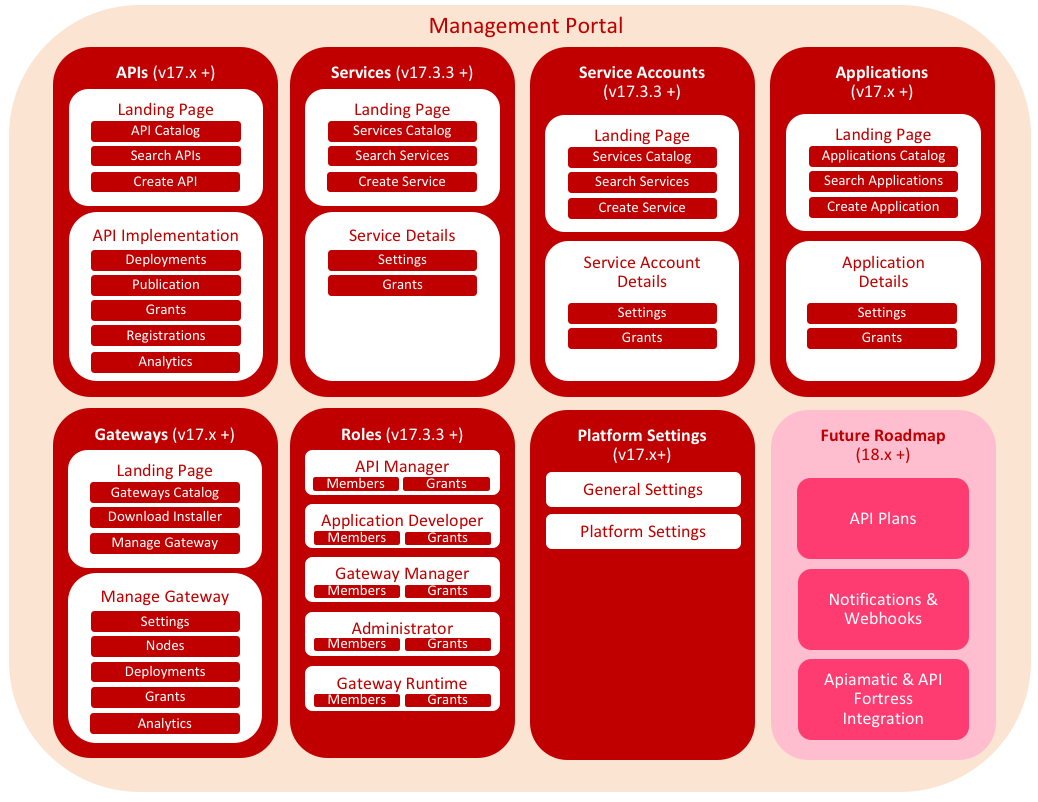 Management Portal
APIs (v17.x +)
Landing Page
API Catalog
Search APIs
Create API
API Implementation
Deployments
Publication
Grants
Registrations
Analytics
Services (v17.3.3 +)
Landing Page
Services Catalog
Search Services
Create Service
Service Details
Settings
Grants
Service Accounts
(v17.3.3 +)
Landing Page
Services Catalog
Search Services
Create Service
Service Account
Details
Settings
Grants
Applications
(v17.x +)
Landing Page
Applications Catalog
Search Applications
Create Application
Application
Details
Settings
Grants
Gateways (v17.x +)
Landing Page
Gateways Catalog
Download Installer
Manage Gateway
Manage Gateway
Settings
Nodes
Deployments
Grants
Analytics
Roles (v17.3.3 +)
API Manager
Members Grants
Application Developer
Members Grants
Gateway Manager
Members Grants
Administrator
Members Grants
Gateway Runtime
Members Grants
Platform Settings
(v17.x+)
General Settings
Platform Settings
Future Roadmap
(18.x +)
API Plans
Notifications &
Webhooks
Apiamatic & API
Fortress
Integration